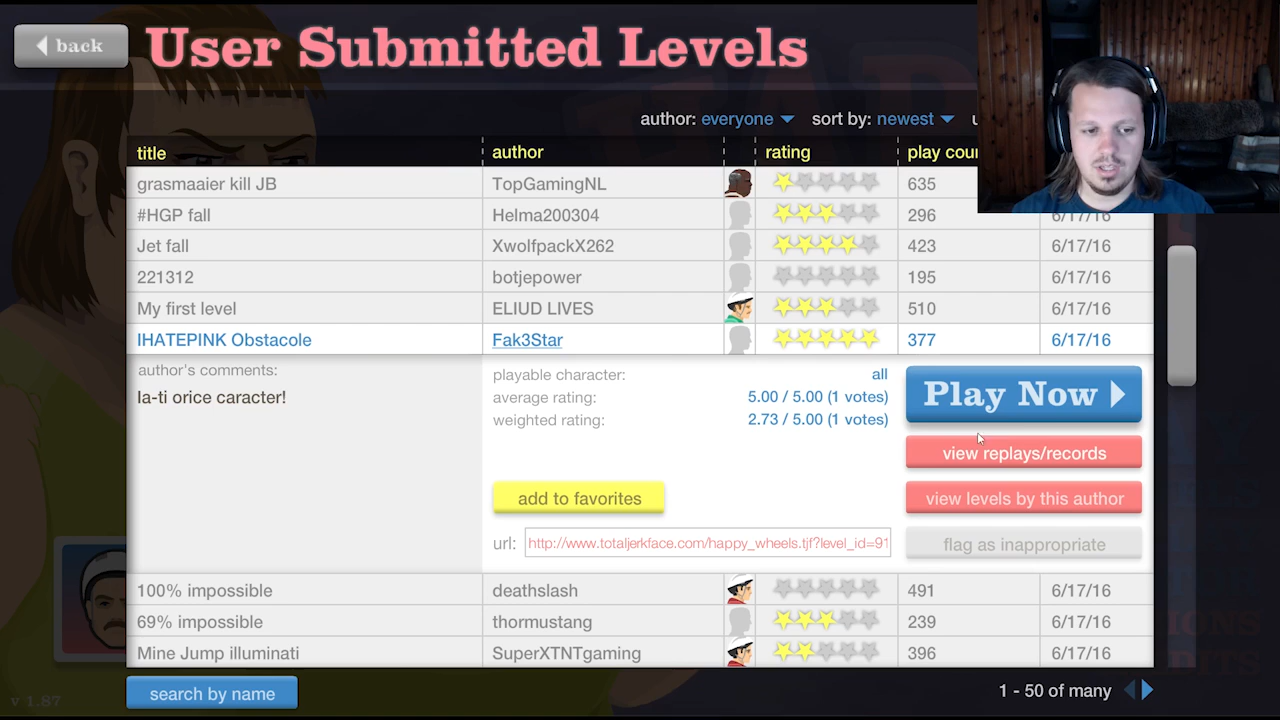 back
User Submitted Levels
author: everyone sort by: newest
title author rating play coun
grasmaaier kill JB TopGamingNL 635
#HGP fall Helma200304 296 6/17/16
Jet fall XwolfpackX262 423 6/17/16
221312 botjepower 195 6/17/16
My first level ELIUD LIVES 510 6/17/16
IHATEPINK Obstacole Fak3Star 377 6/17/16
author's comments:
la-ti orice caracter!
playable character: all
average rating: 5.00 / 5.00 (1 votes)
weighted rating: 2.73 / 5.00 (1 votes)
Play Now
view replays/records
add to favorites
view levels by this author
url: http://www.totaljerkface.com/happy_wheels.tjf?level_id=91
flag as inappropriate
100% impossible deathslash 491 6/17/16
69% impossible thormustang 239 6/17/16
Mine Jump illuminati SuperXTNTgaming 396 6/17/16
v 1.87
search by name
1 - 50 of many